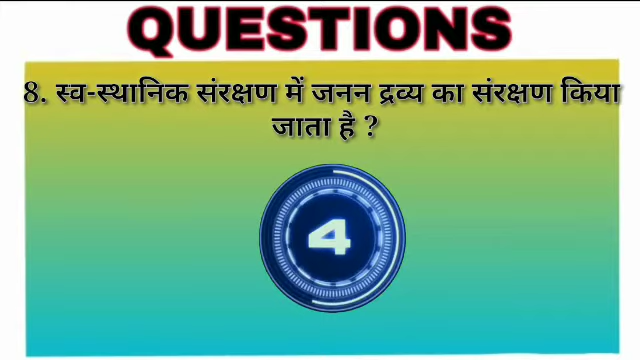 QUESTIONS
8. स्व-स्थानिक संरक्षण में जनन द्रव्य का संरक्षण किया
जाता है ?
4